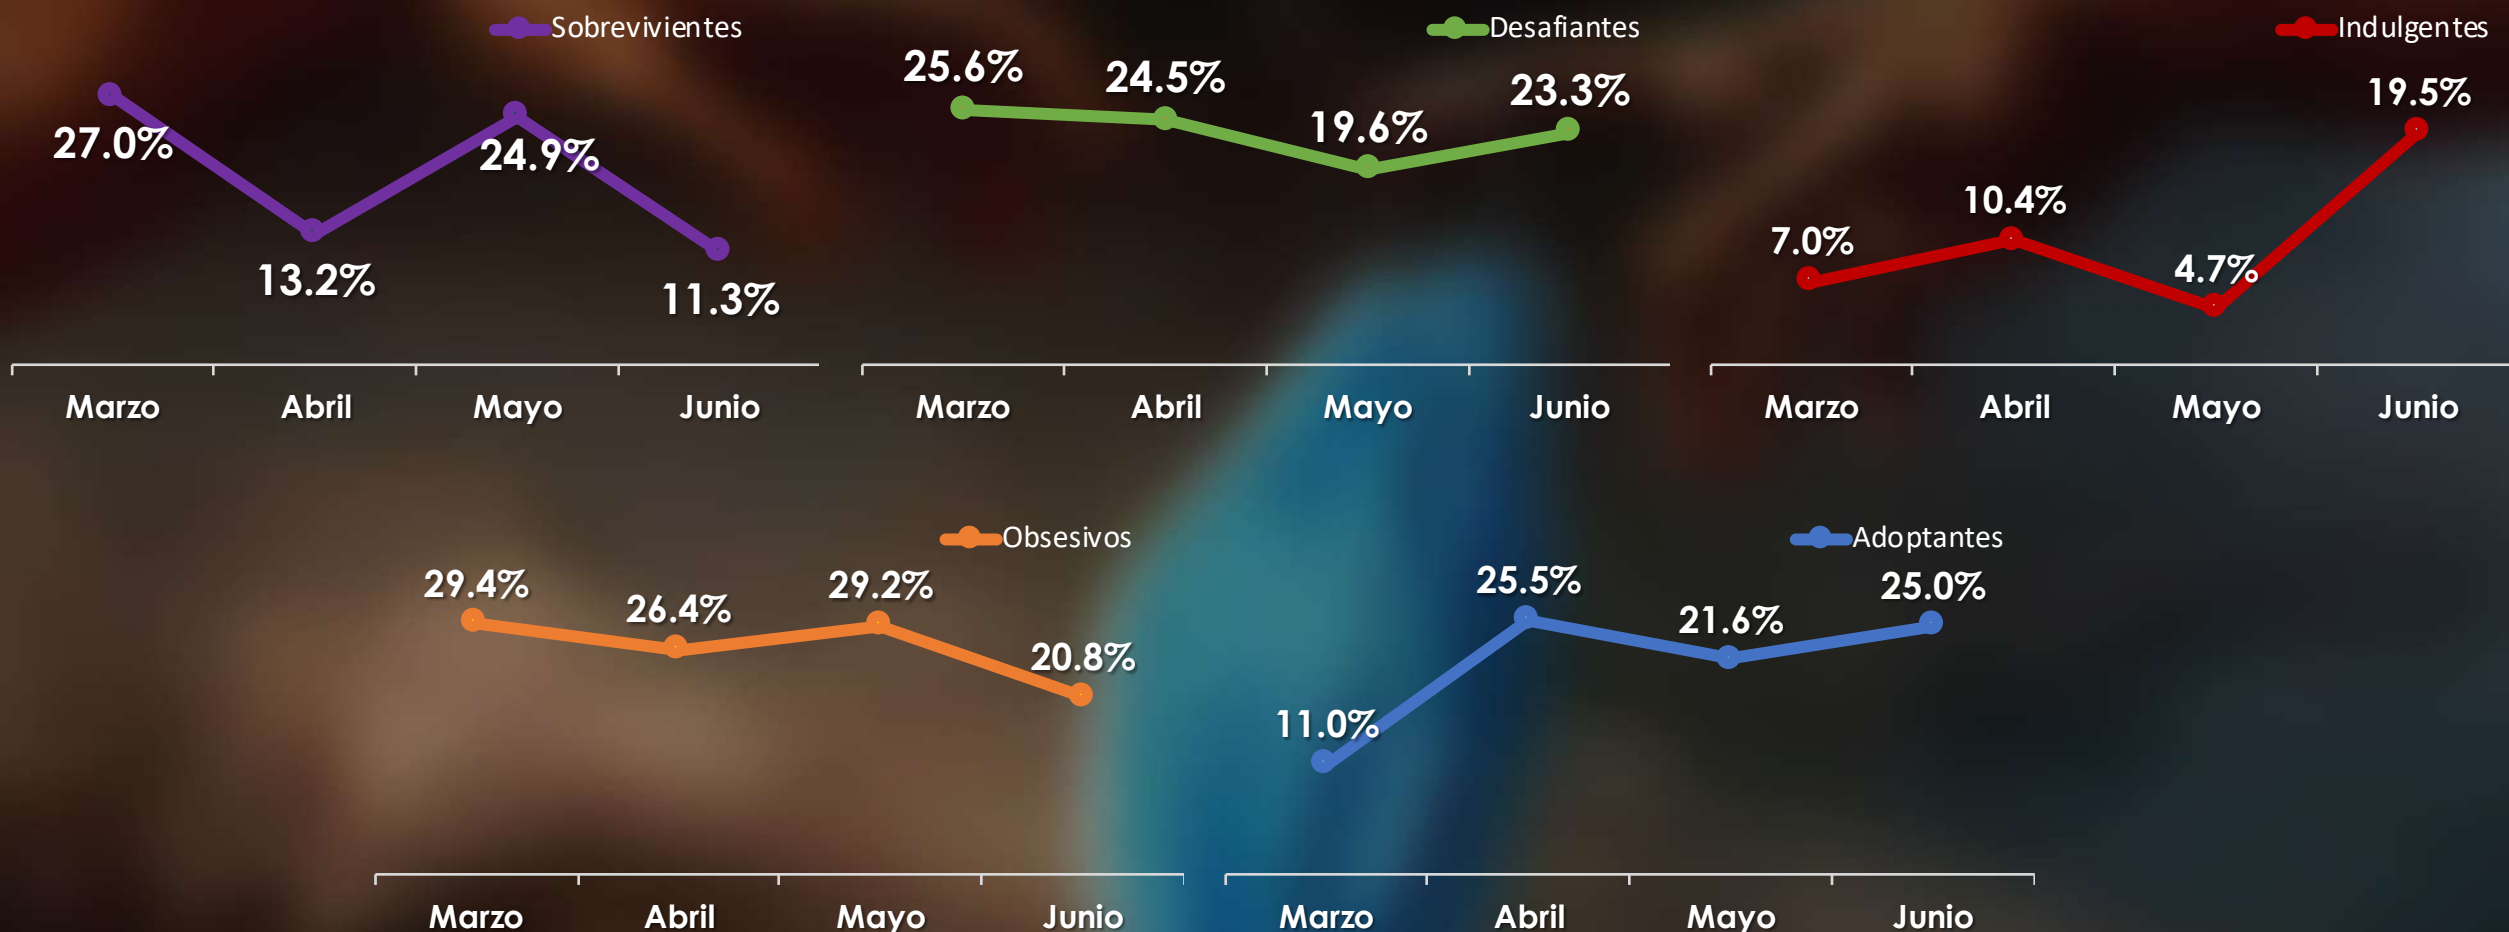 Sobrevivientes
27.0%
13.2%
24.9%
11.3%
Marzo Abril Mayo Junio
Desafiantes
25.6%
24.5%
19.6%
23.3%
Marzo Abril Mayo Junio
Indulgentes
7.0%
10.4%
4.7%
19.5%
Marzo Abril Mayo Junio
Obsesivos
29.4%
26.4%
29.2%
20.8%
Marzo Abril Mayo Junio
Adoptantes
11.0%
25.5%
21.6%
25.0%
Marzo Abril Mayo Junio